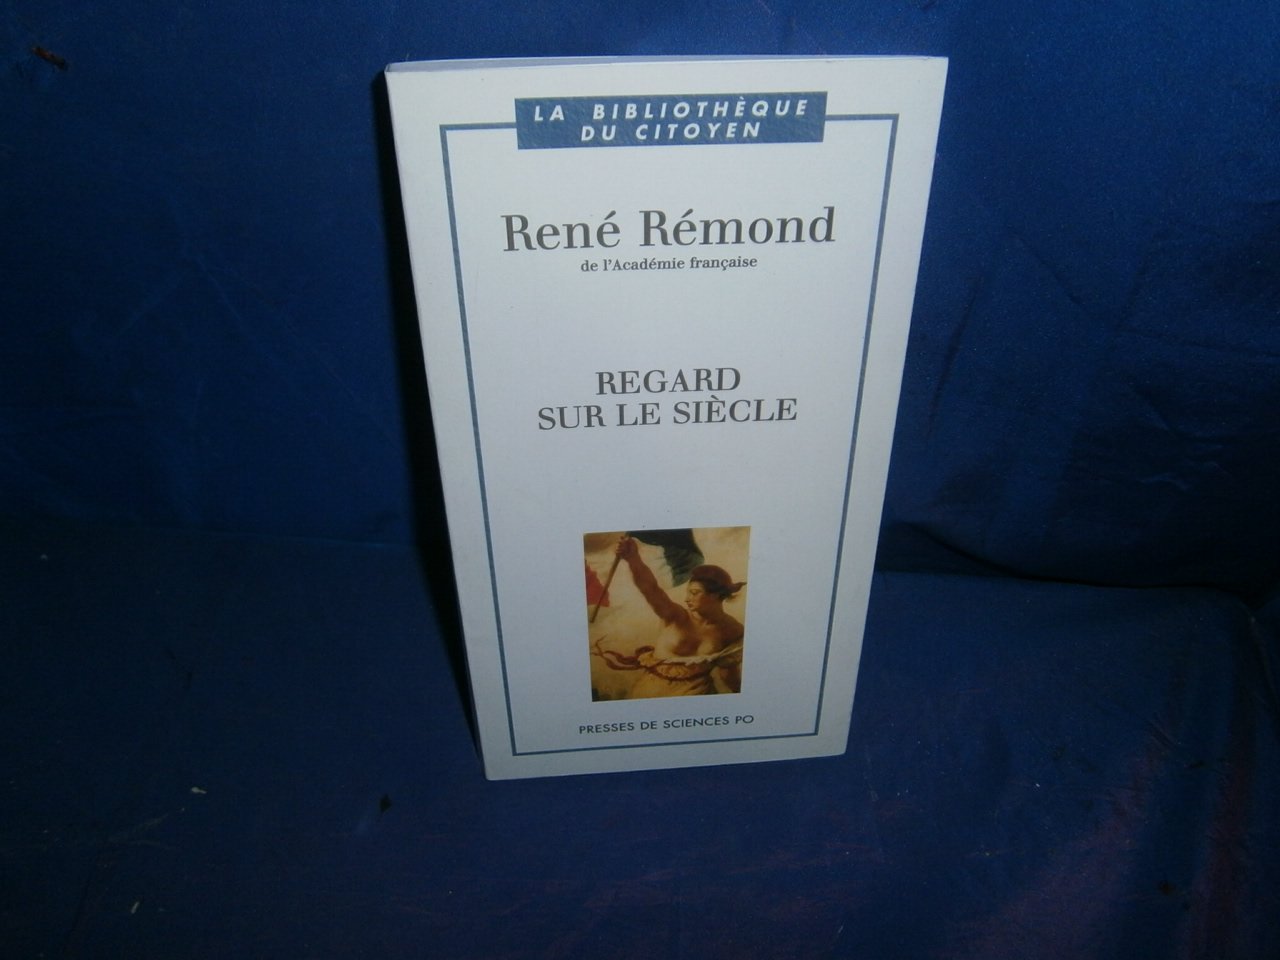 LA BIBLIOTHÈQUE
DU CITOYEN
René Rémond
de l'Académie française
REGARD
SUR LE SIÈCLE
PRESSES DE SCIENCES PO